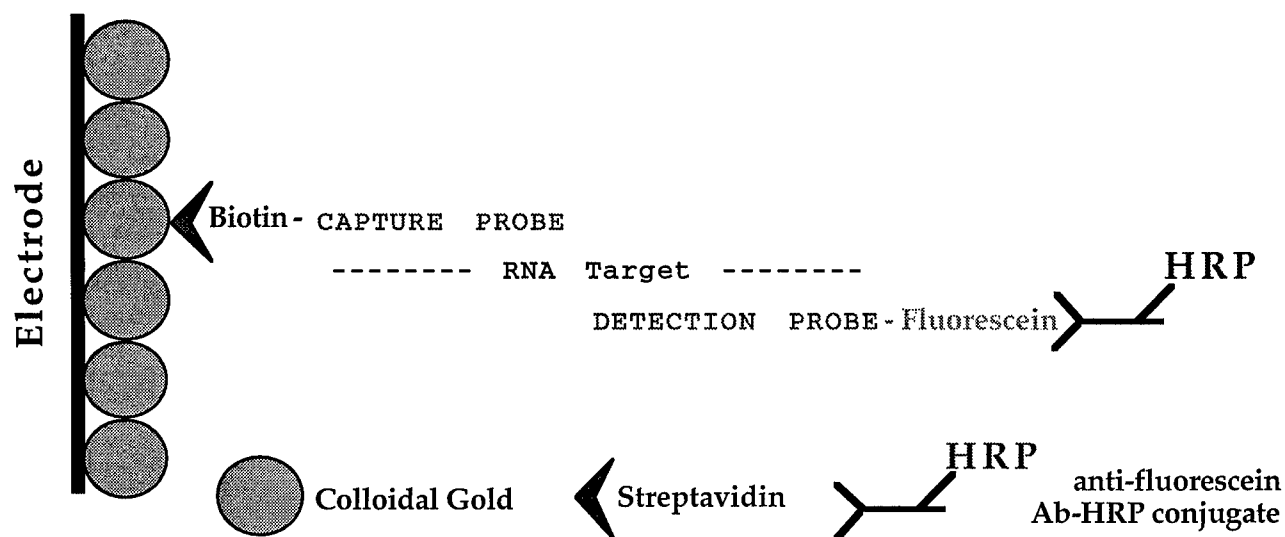 Electrode
Biotin - CAPTURE PROBE
-------- RNA Target --------
HRP
DETECTION PROBE - Fluorescein
HRP
Colloidal Gold
Streptavidin
anti-fluorescein
Ab-HRP conjugate